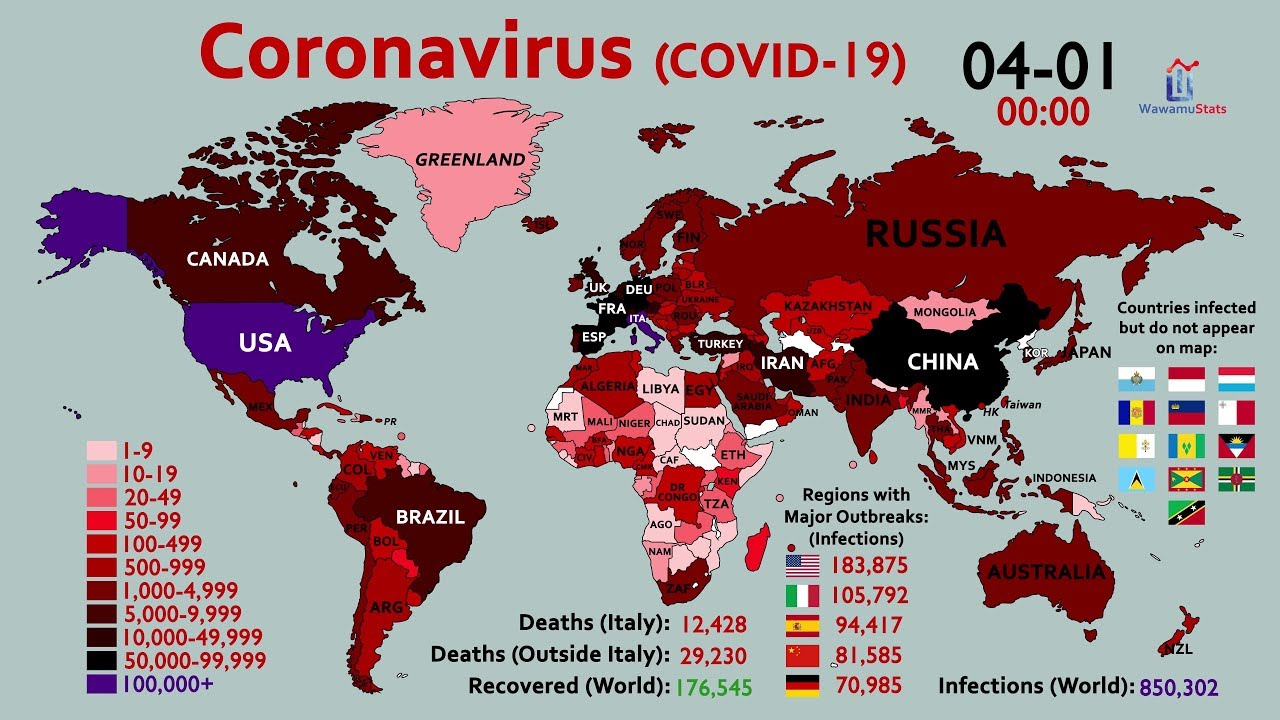 Coronavirus (COVID-19)
04-01
00:00
WawamuStats
GREENLAND
ISL
RUSSIA
CANADA
SWE
NOR
FIN
UK
DEU
POL
BLR
UKRAINE
FRA
ITA
ROU
KAZAKHSTAN
MONGOLIA
USA
ESP
TURKEY
UZB
IRAN
CHINA
KOR
JAPAN
Countries infected
but do not appear
on map:
MAR
ALGERIA
LIBYA
EGY
IRQ
AFG
PAK
SAUDI
ARABIA
OMAN
INDIA
MMR
THA
HK
Taiwan
VNM
MEX
PR
MRT
MALI
NIGER
CHAD
SUDAN
BFA
NGA
CIV
CMR
CAF
ETH
KEN
DR
CONGO
TZA
AGO
NAM
ZAF
MYS
INDONESIA
AUSTRALIA
NZL
VEN
COL
ECU
PER
BRAZIL
BOL
ARG
1-9
10-19
20-49
50-99
100-499
500-999
1,000-4,999
5,000-9,999
10,000-49,999
50,000-99,999
100,000+
Regions with
Major Outbreaks:
(Infections)
183,875
105,792
94,417
81,585
70,985
Deaths (Italy): 12,428
Deaths (Outside Italy): 29,230
Recovered (World): 176,545
Infections (World): 850,302